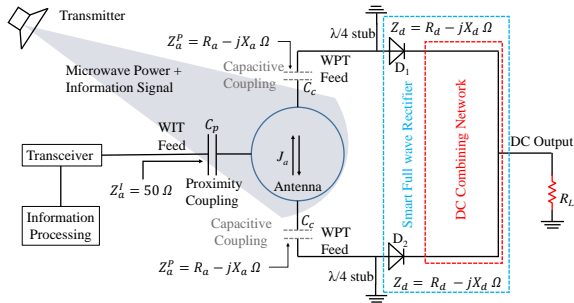 Transmitter
Microwave Power +
Information Signal
Z_a^P = R_a − jX_a Ω
Capacitive
Coupling
C_c
λ/4 stub
WPT
Feed
D_1
Z_d = R_d − jX_d Ω
WIT
Feed
C_p
Transceiver
Z_a^I = 50 Ω
Proximity
Coupling
J_a
Antenna
Information
Processing
Smart Full wave Rectifier
DC Combining Network
DC Output
R_L
Capacitive
Coupling
C_c
WPT
Feed
D_2
Z_a^P = R_a − jX_a Ω
λ/4 stub
Z_d = R_d − jX_d Ω